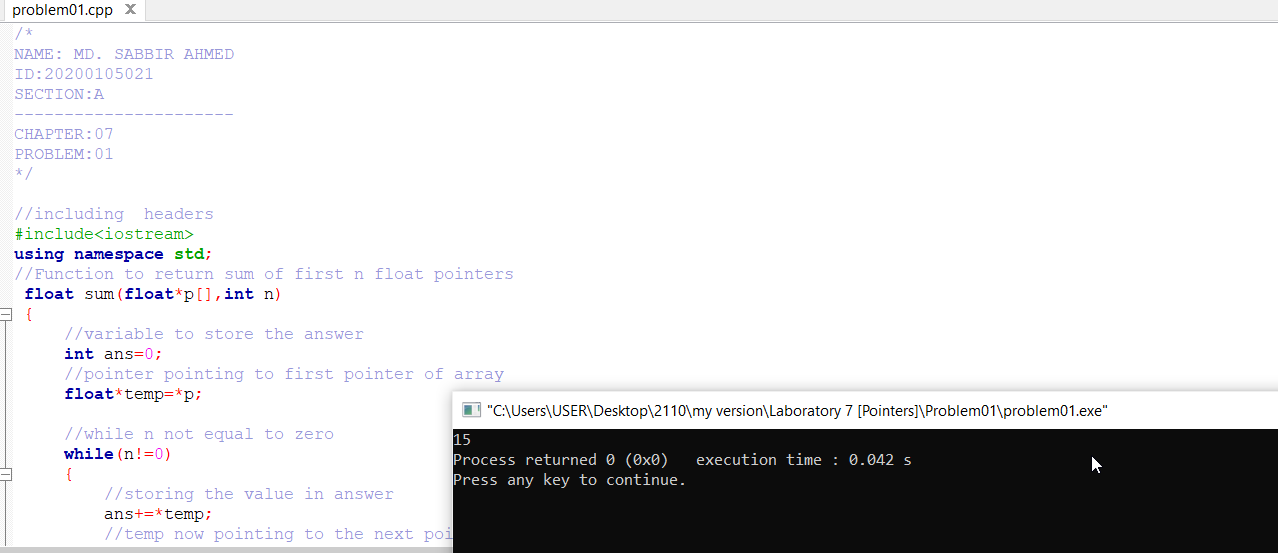 problem01.cpp X
/*
NAME: MD. SABBIR AHMED
ID:20200105021
SECTION:A
----------------------
CHAPTER:07
PROBLEM:01
*/
//including  headers
#include<iostream>
using namespace std;
//Function to return sum of first n float pointers
float sum(float*p[],int n)
{
//variable to store the answer
int ans=0;
//pointer pointing to first pointer of array
float*temp=*p;
//while n not equal to zero
while(n!=0)
{
//storing the value in answer
ans+=*temp;
//temp now pointing to the next poi
"C:\Users\USER\Desktop\2110\my version\Laboratory 7 [Pointers]\Problem01\problem01.exe"
15
Process returned 0 (0x0)   execution time : 0.042 s
Press any key to continue.